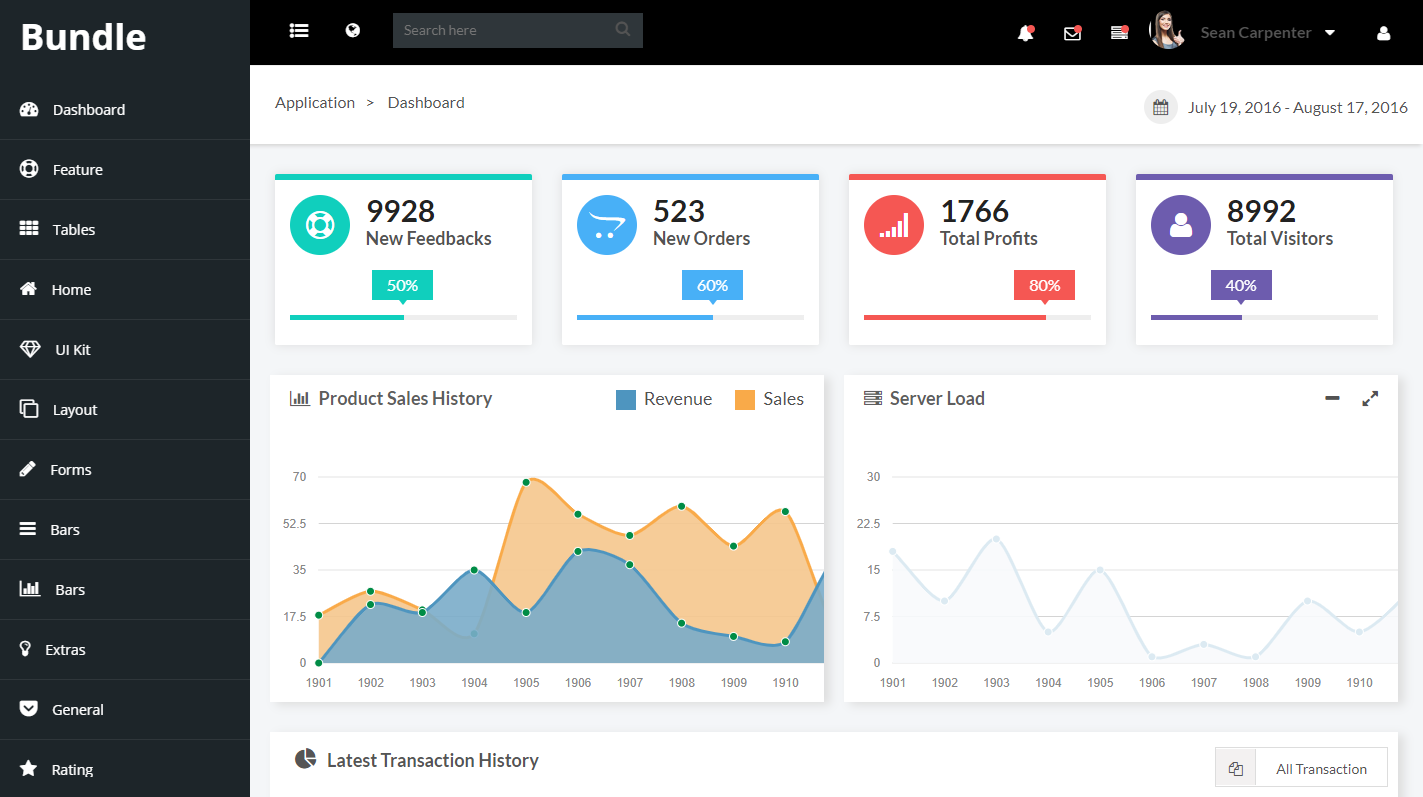 Bundle
Search here
Sean Carpenter
Dashboard
Feature
Tables
Home
UI Kit
Layout
Forms
Bars
Bars
Extras
General
Rating
Application > Dashboard
July 19, 2016 - August 17, 2016
9928
New Feedbacks
50%
523
New Orders
60%
1766
Total Profits
80%
8992
Total Visitors
40%
Product Sales History
Revenue
Sales
70
52.5
35
17.5
0
1901 1902 1903 1904 1905 1906 1907 1908 1909 1910
Server Load
30
22.5
15
7.5
0
1901 1902 1903 1904 1905 1906 1907 1908 1909 1910
Latest Transaction History
All Transaction